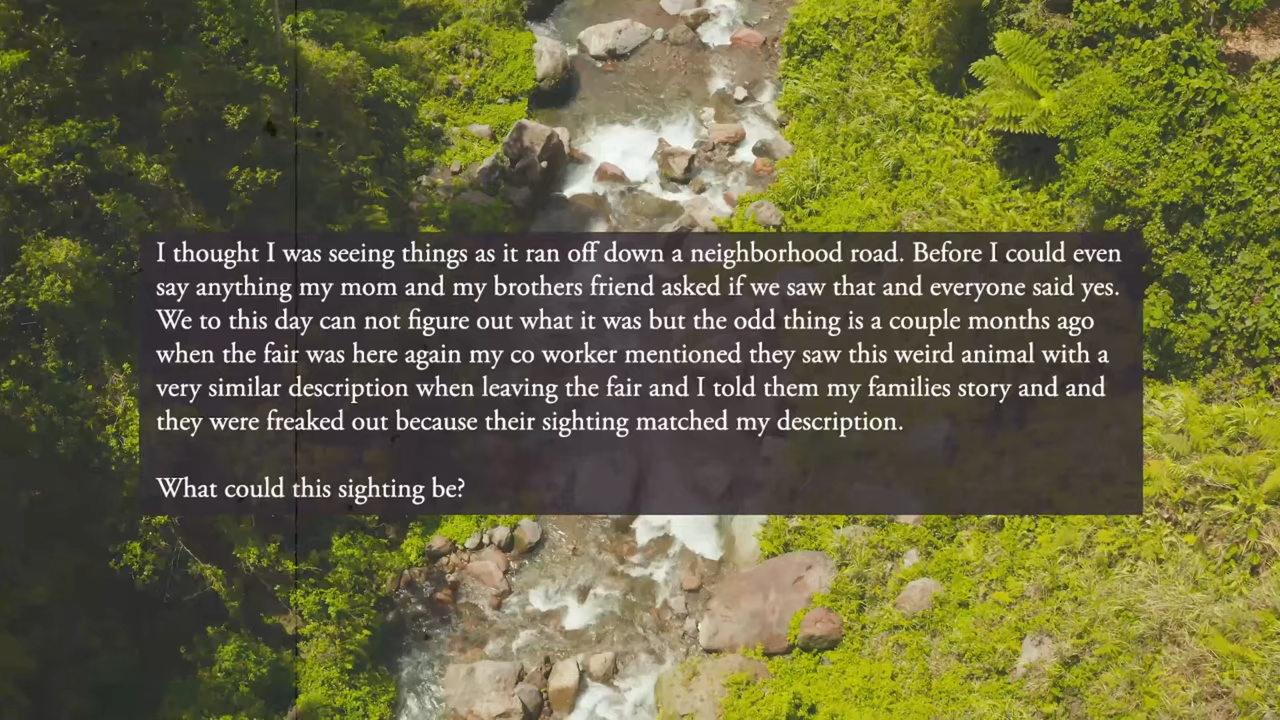 I thought I was seeing things as it ran off down a neighborhood road. Before I could even
say anything my mom and my brothers friend asked if we saw that and everyone said yes.
We to this day can not figure out what it was but the odd thing is a couple months ago
when the fair was here again my co worker mentioned they saw this weird animal with a
very similar description when leaving the fair and I told them my families story and and
they were freaked out because their sighting matched my description.
What could this sighting be?